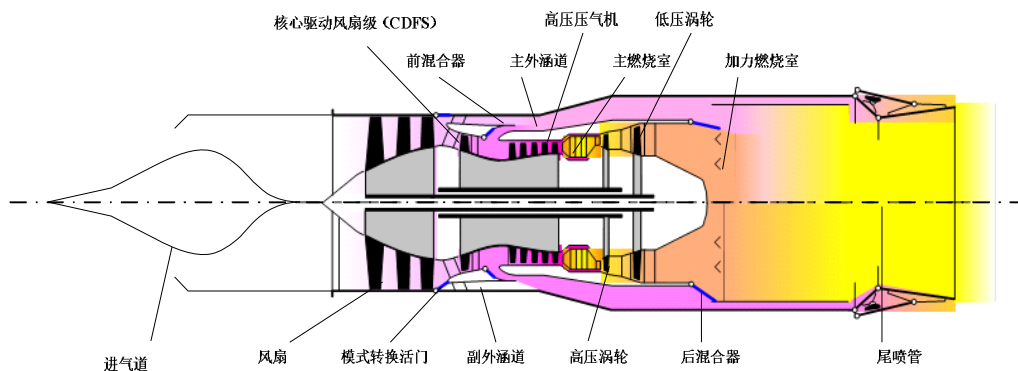 核心驱动风扇级（CDFS）
高压压气机
低压涡轮
前混合器
主外涵道
主燃烧室
加力燃烧室
进气道
风扇
模式转换活门
副外涵道
高压涡轮
后混合器
尾喷管